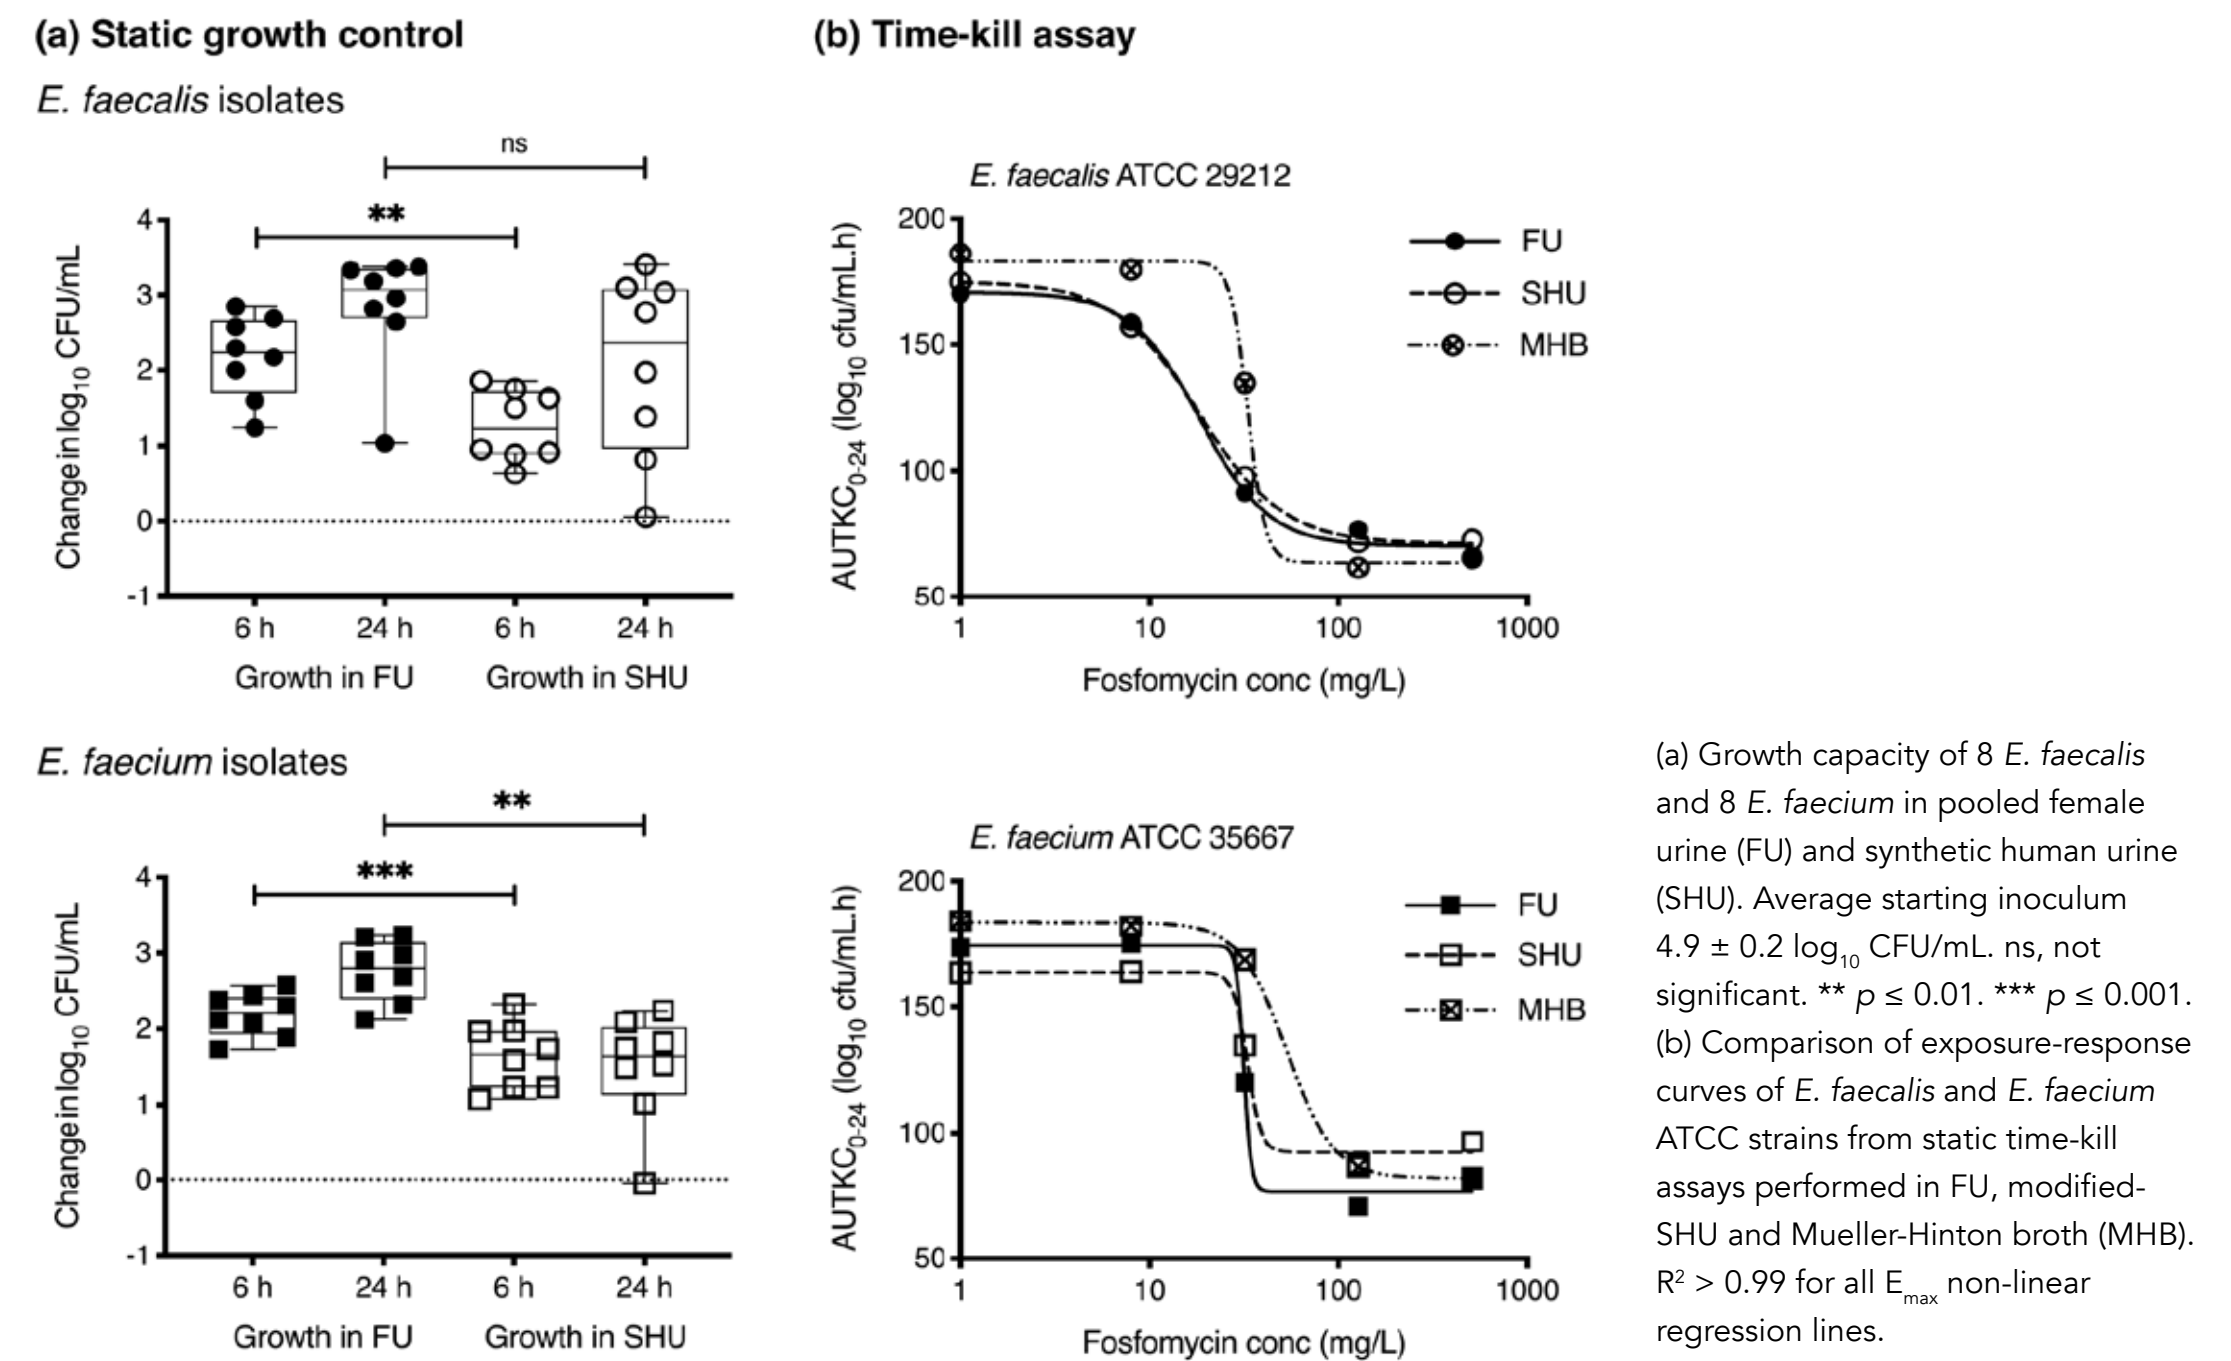 (a) Static growth control
E. faecalis isolates
ns
**
4
3
2
1
0
-1
Change in log10 CFU/mL
6 h
24 h
6 h
24 h
Growth in FU
Growth in SHU
(b) Time-kill assay
E. faecalis ATCC 29212
200
150
100
50
AUTKC0-24 (log10 cfu/mL.h)
FU
SHU
MHB
1
10
100
1000
Fosfomycin conc (mg/L)
E. faecium isolates
**
***
4
3
2
1
0
-1
Change in log10 CFU/mL
6 h
24 h
6 h
24 h
Growth in FU
Growth in SHU
E. faecium ATCC 35667
200
150
100
50
AUTKC0-24 (log10 cfu/mL.h)
FU
SHU
MHB
1
10
100
1000
Fosfomycin conc (mg/L)
(a) Growth capacity of 8 E. faecalis
and 8 E. faecium in pooled female
urine (FU) and synthetic human urine
(SHU). Average starting inoculum
4.9 ± 0.2 log10 CFU/mL. ns, not
significant. ** p ≤ 0.01. *** p ≤ 0.001.
(b) Comparison of exposure-response
curves of E. faecalis and E. faecium
ATCC strains from static time-kill
assays performed in FU, modified-
SHU and Mueller-Hinton broth (MHB).
R² > 0.99 for all Emax non-linear
regression lines.